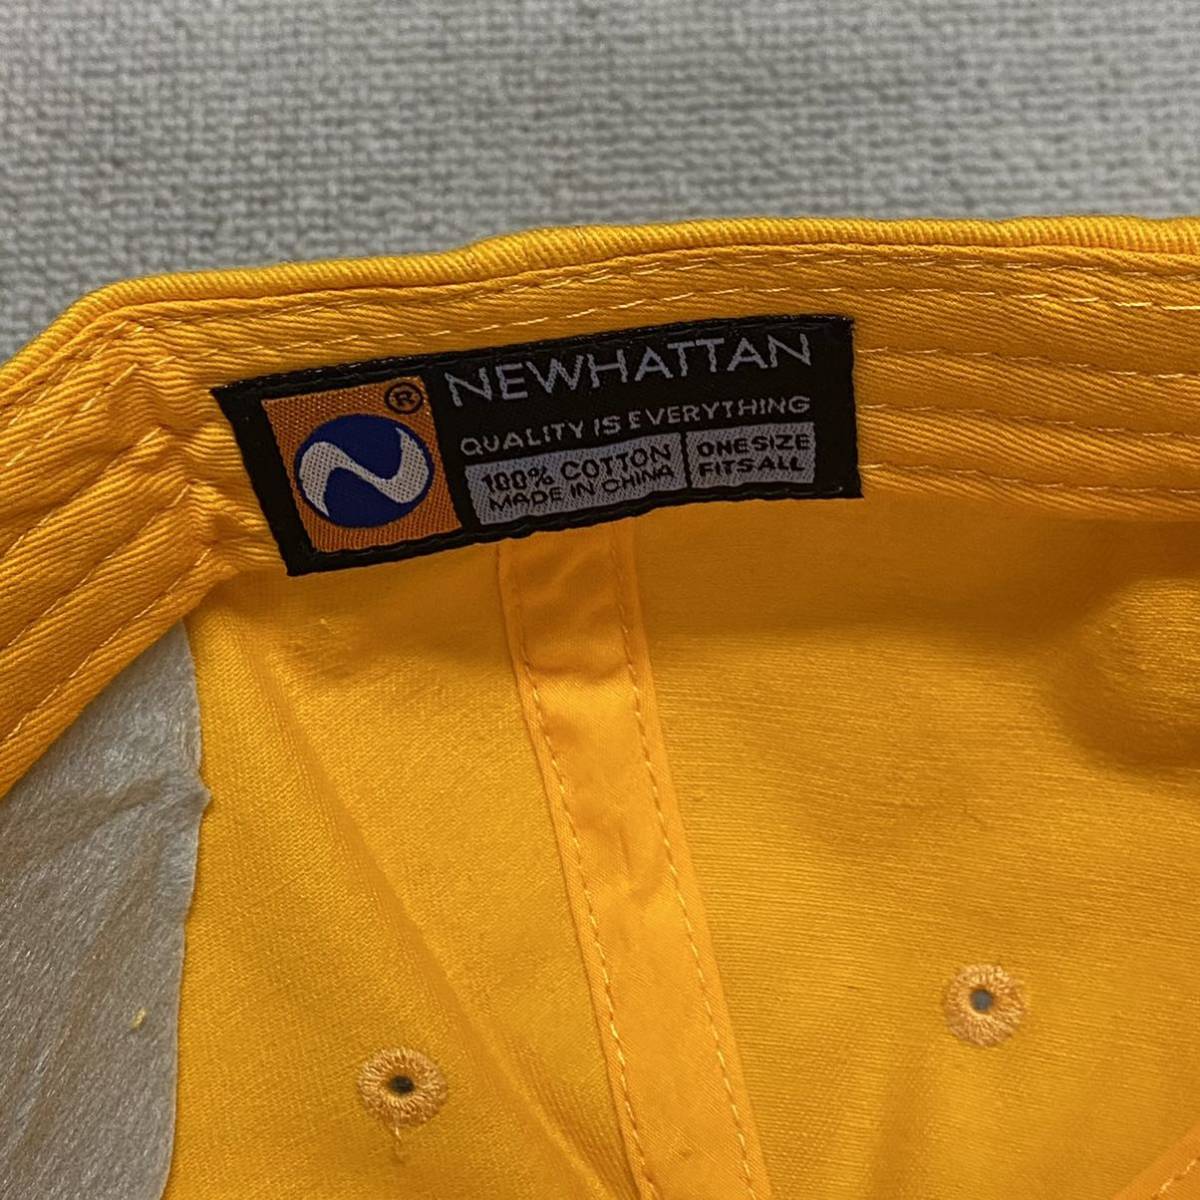 ®
NEWHATTAN
QUALITY IS EVERYTHING
100% COTTON
MADE IN CHINA
ONE SIZE
FITS ALL